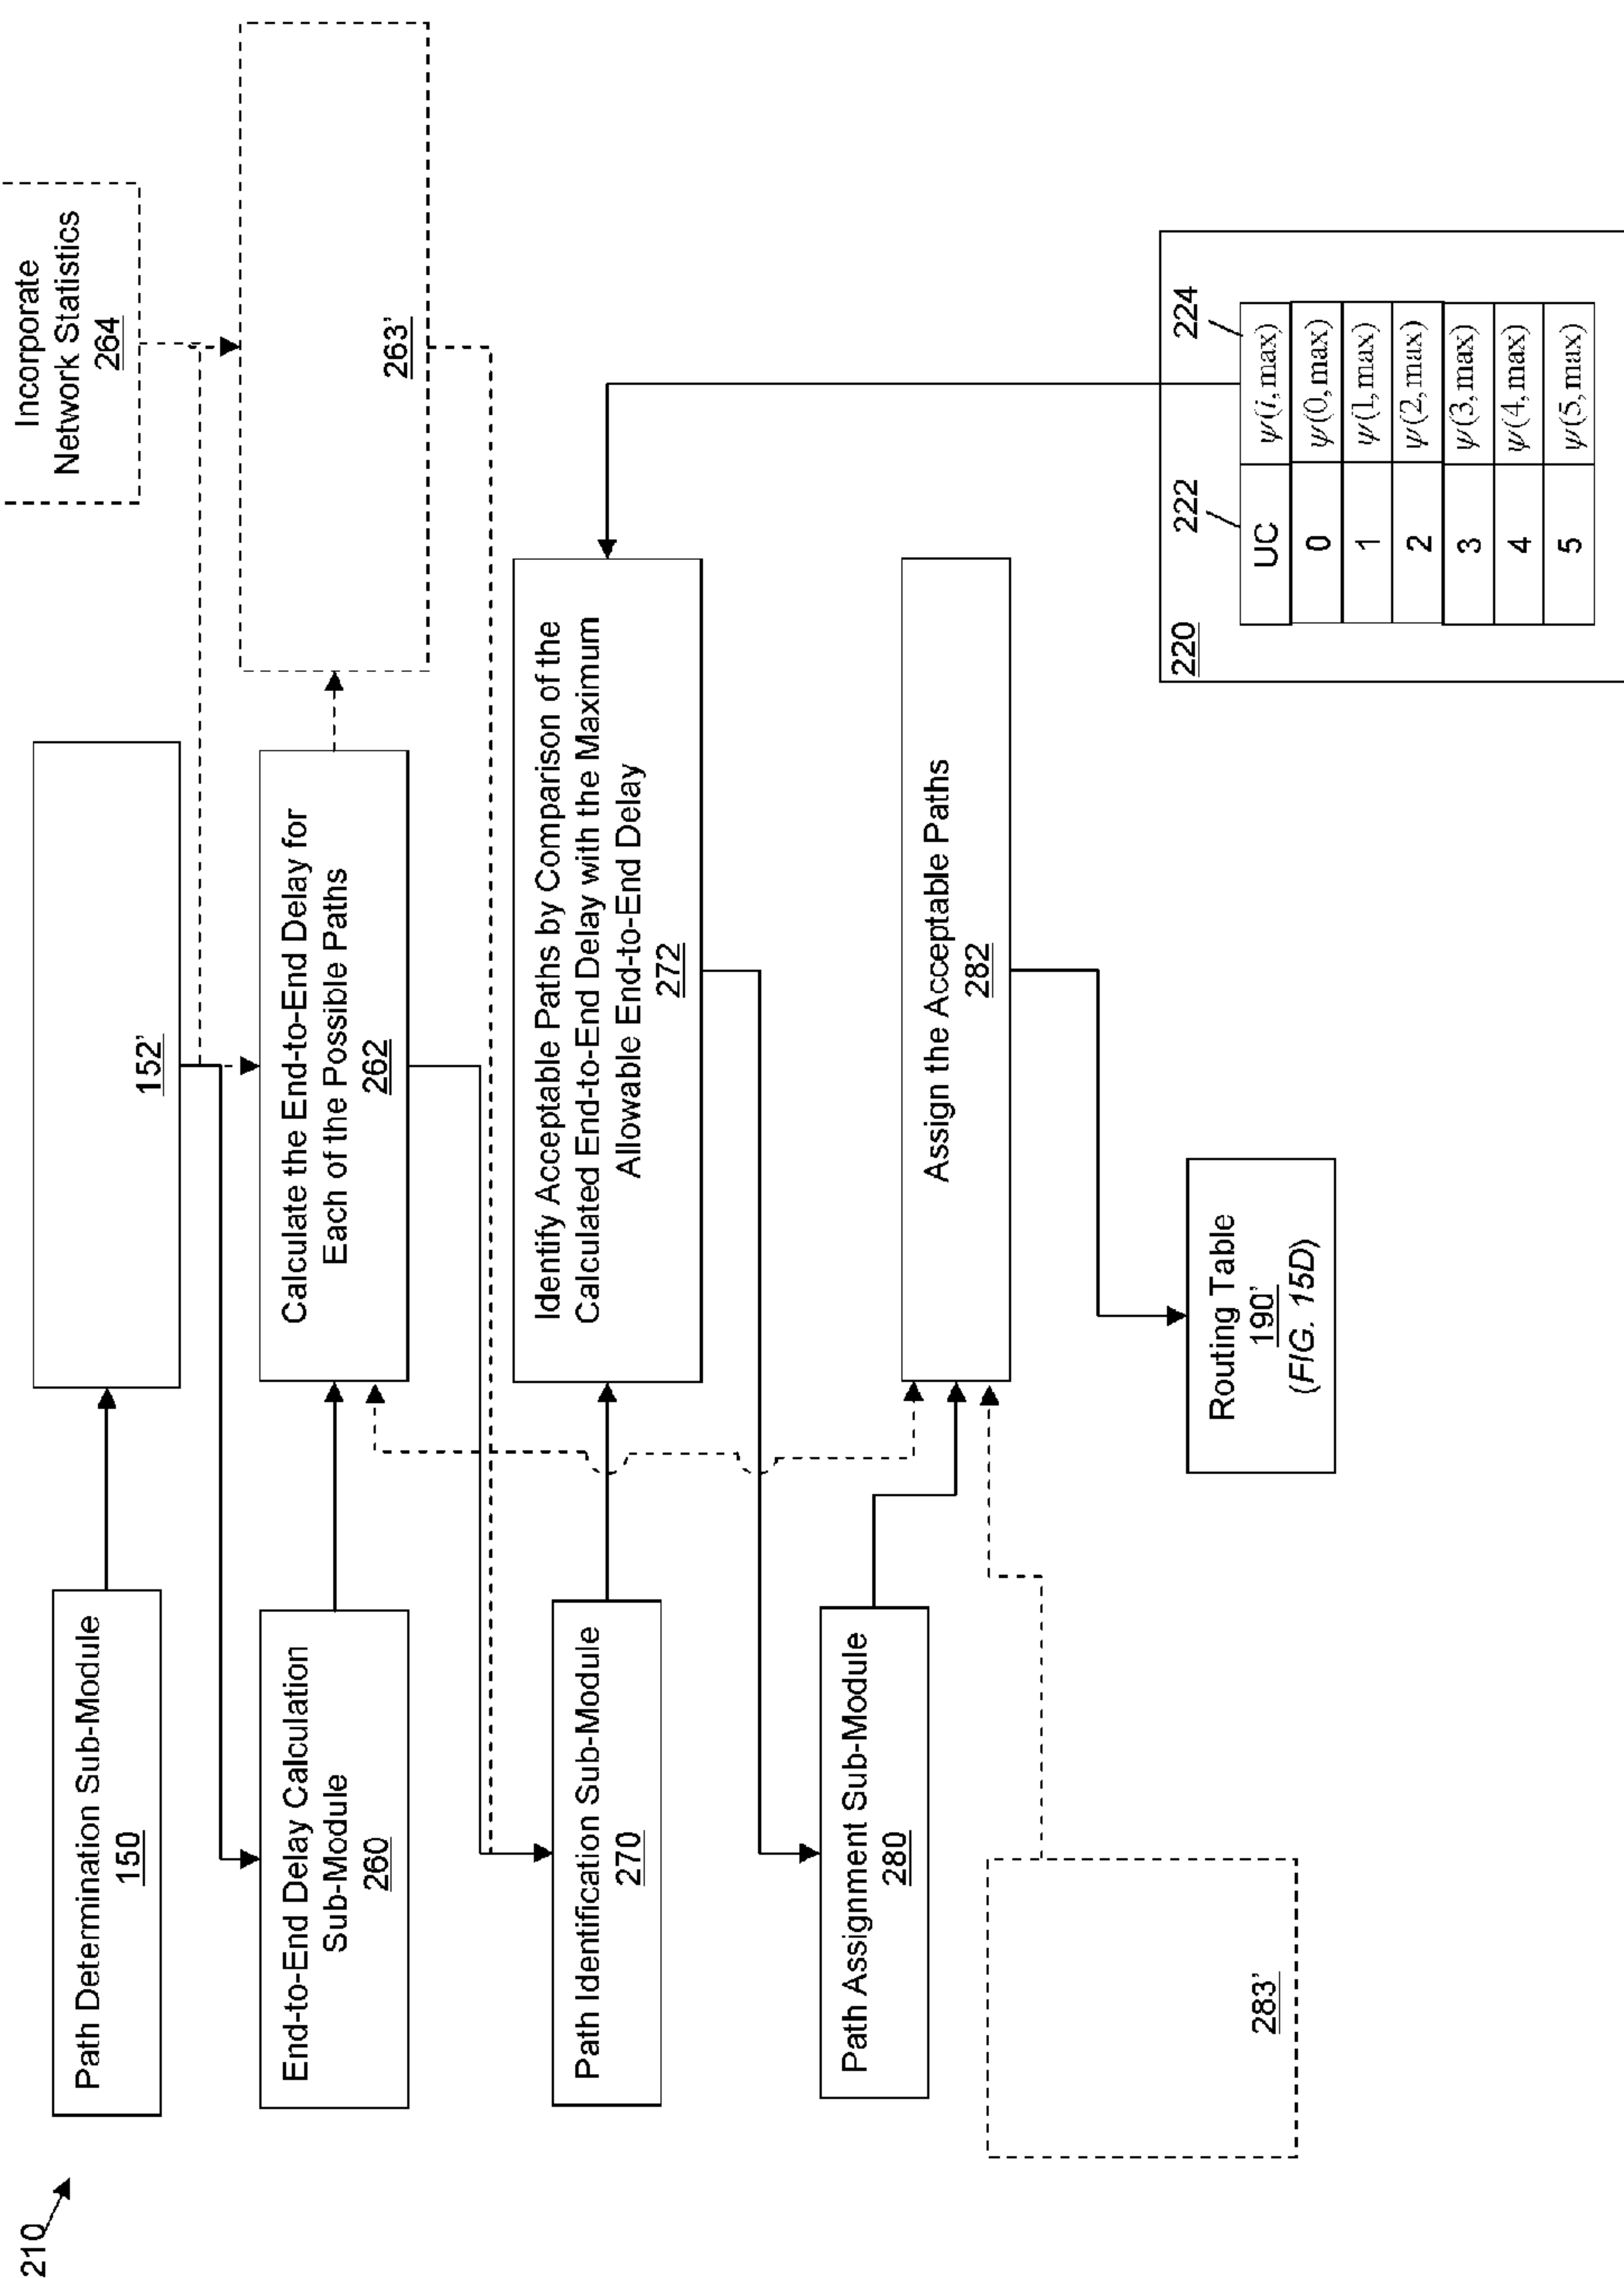 210
Path Determination Sub-Module
150
152’
Incorporate
Network Statistics
264
End-to-End Delay Calculation
Sub-Module
260
Calculate the End-to-End Delay for
Each of the Possible Paths
262
263’
Path Identification Sub-Module
270
Identify Acceptable Paths by Comparison of the
Calculated End-to-End Delay with the Maximum
Allowable End-to-End Delay
272
Path Assignment Sub-Module
280
Assign the Acceptable Paths
282
283’
Routing Table
190’
(FIG. 15D)
220
222
224
UC ψ(i,max)
0 ψ(0,max)
1 ψ(1,max)
2 ψ(2,max)
3 ψ(3,max)
4 ψ(4,max)
5 ψ(5,max)